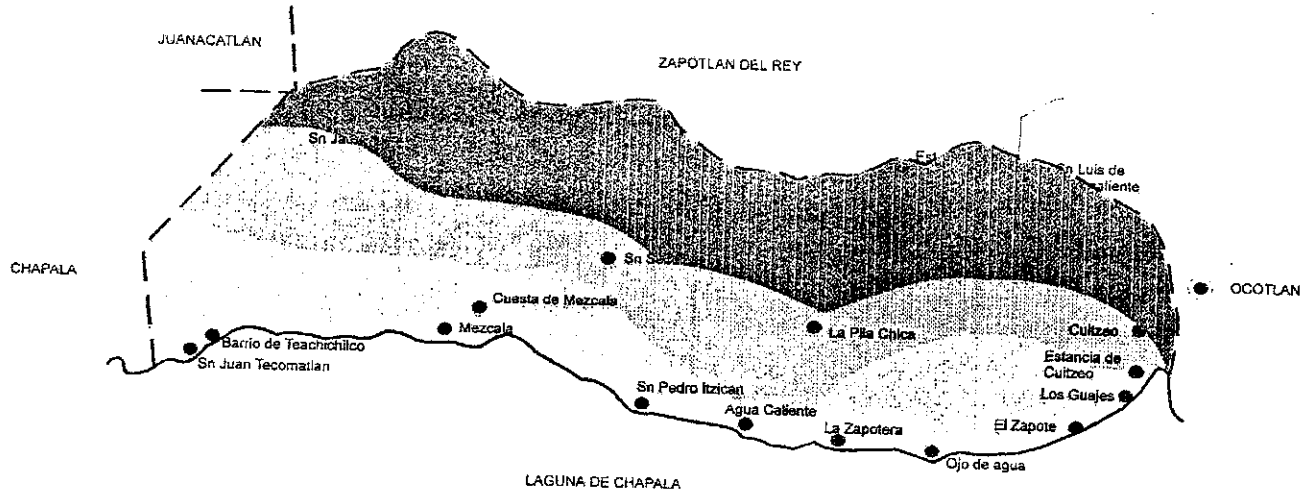 JUANACATLAN
ZAPOTLAN DEL REY
Sn
Sn Luis de
CHAPALA
Sn
OCOTLAN
Cuesta de Mezcala
Mezcala
La Pila Chica
Cuitzeo
Barrio de Teachichilco
Sn Juan Tecomatlan
Estancia de
Cuitzeo
Los Guajes
Sn Pedro Itzican
Agua Caliente
La Zapotera
El Zapote
Ojo de agua
LAGUNA DE CHAPALA